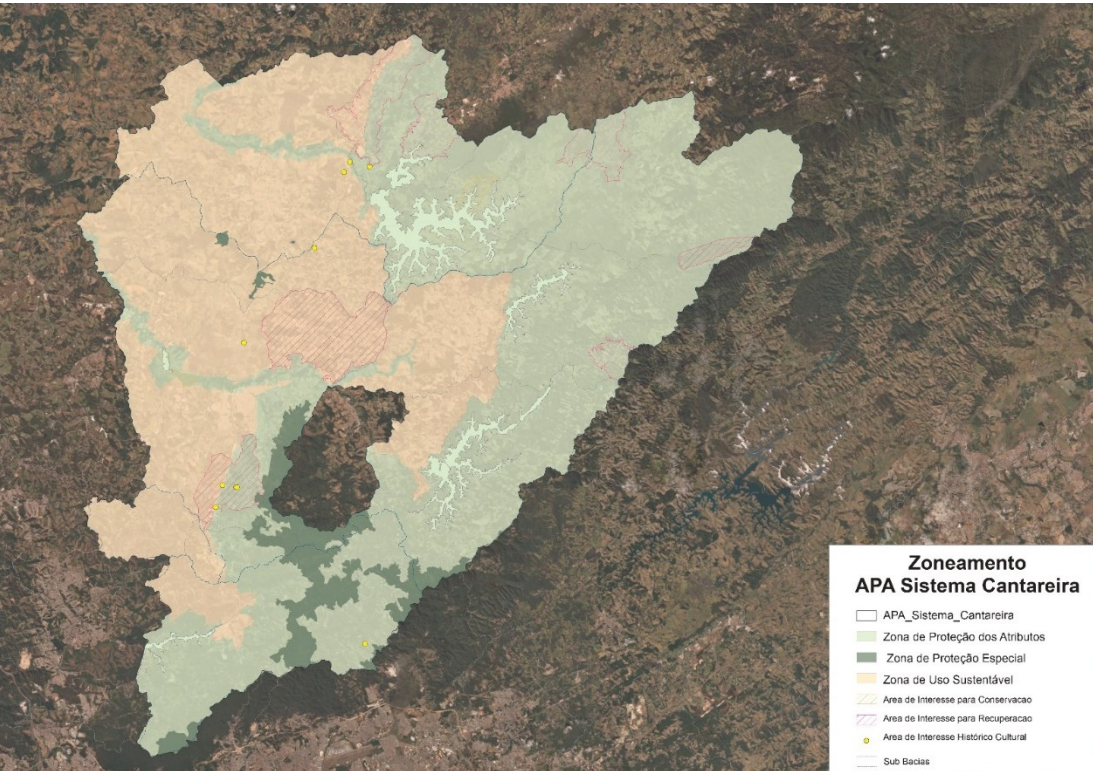 Zoneamento
APA Sistema Cantareira
APA_Sistema_Cantareira
Zona de Proteção dos Atributos
Zona de Proteção Especial
Zona de Uso Sustentável
Area de Interesse para Conservacao
Area de Interesse para Recuperacao
Area de Interesse Histórico Cultural
Sub Bacias